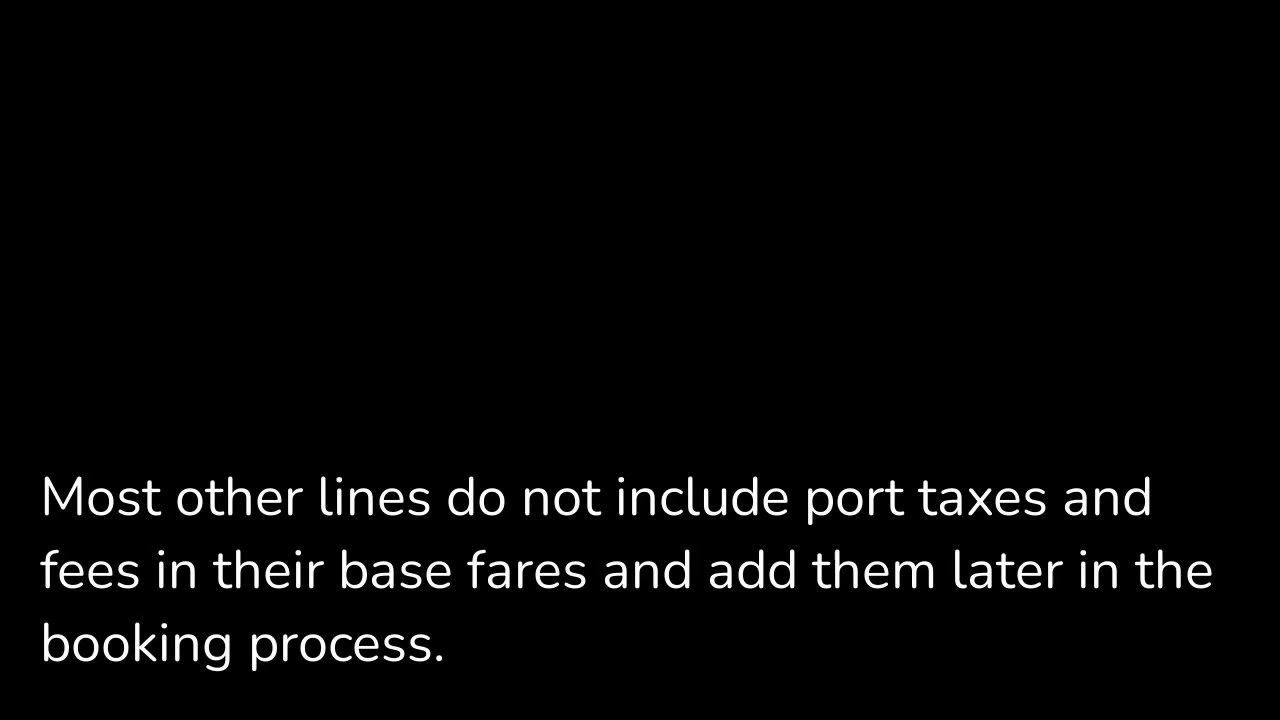 Most other lines do not include port taxes and
fees in their base fares and add them later in the
booking process.